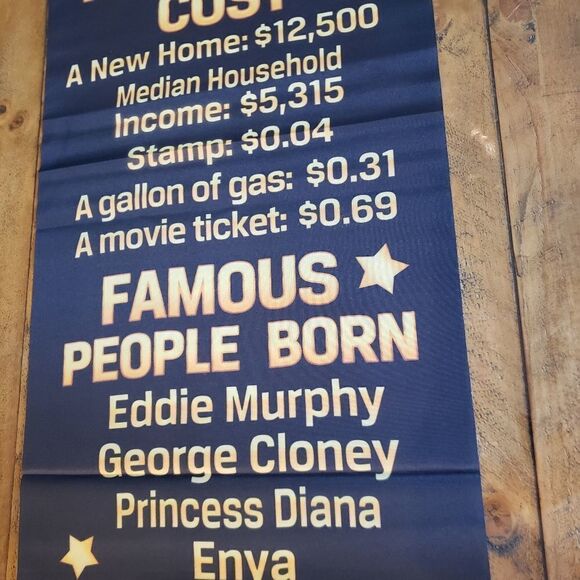 COST
A New Home: $12,500
Median Household
Income: $5,315
Stamp: $0.04
A gallon of gas: $0.31
A movie ticket: $0.69
FAMOUS
PEOPLE BORN
Eddie Murphy
George Cloney
Princess Diana
Enya